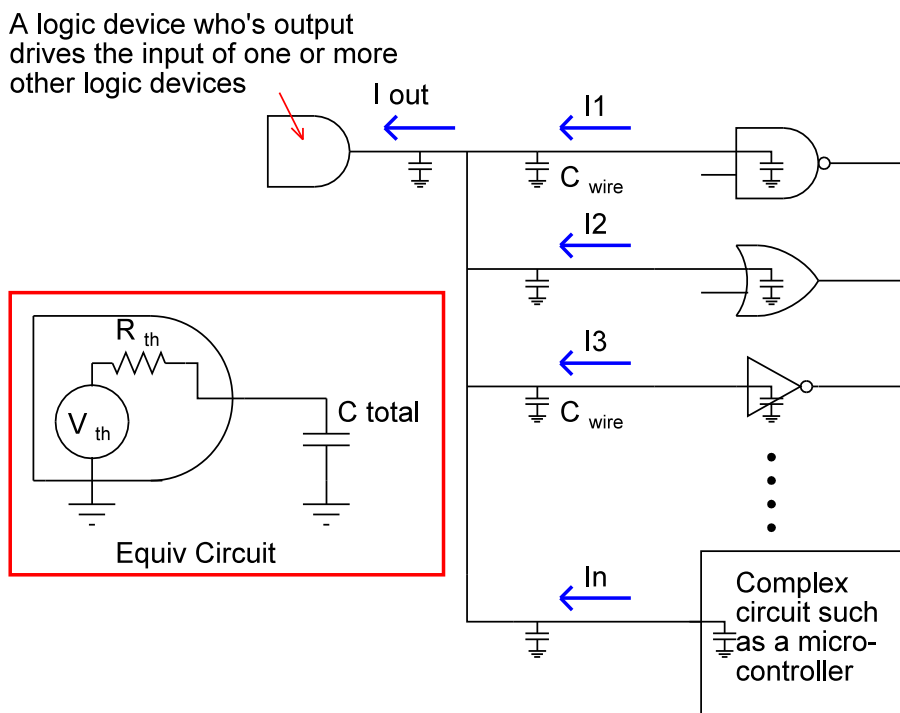 A logic device who's output
drives the input of one or more
other logic devices
I out
I1
C wire
I2
I3
C wire
R th
V th
C total
Equiv Circuit
In
Complex
circuit such
as a micro-
controller